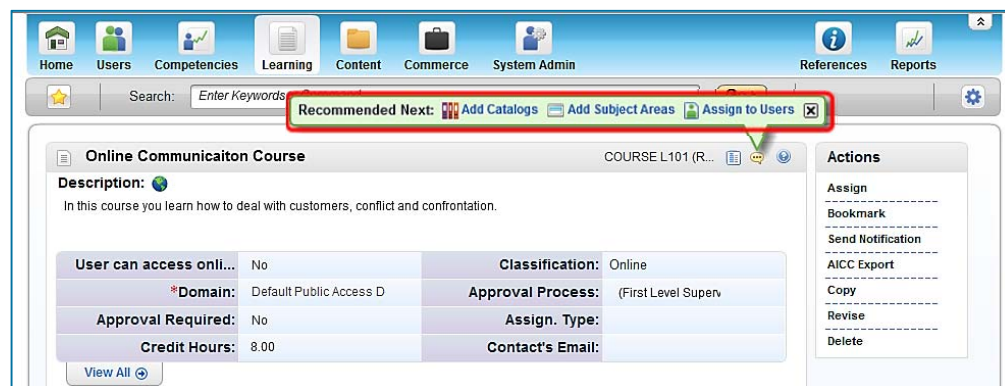 Home Users Competencies Learning Content Commerce System Admin References Reports
Search: Enter Keywords
Recommended Next: Add Catalogs Add Subject Areas Assign to Users
Online Communicaiton Course COURSE L101 (R...
Description:
In this course you learn how to deal with customers, conflict and confrontation.
User can access onli... No Classification: Online
*Domain: Default Public Access D Approval Process: (First Level Superv
Approval Required: No Assign. Type:
Credit Hours: 8.00 Contact's Email:
View All
Actions
Assign
Bookmark
Send Notification
AICC Export
Copy
Revise
Delete